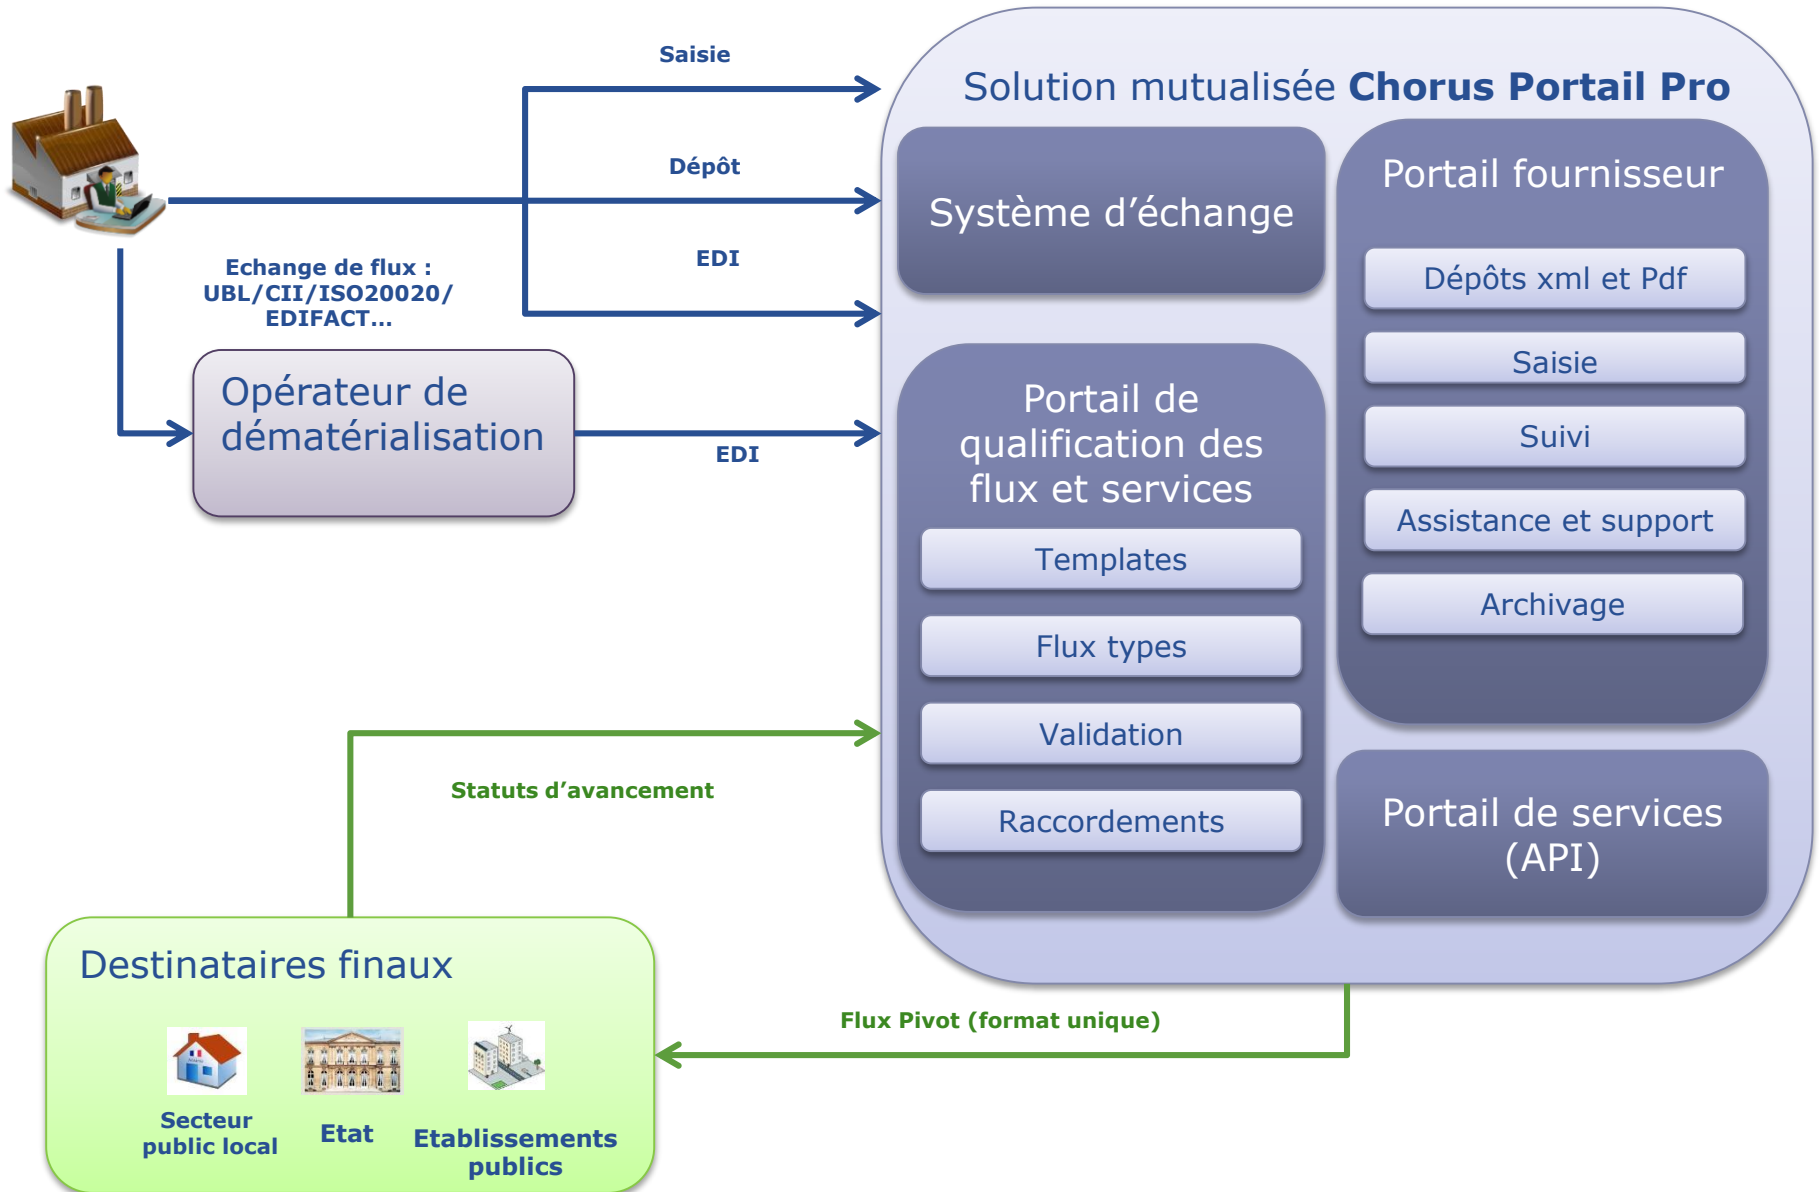 Saisie
Solution mutualisée Chorus Portail Pro
Dépôt
Système d’échange
Portail fournisseur
Dépôts xml et Pdf
Saisie
Suivi
Assistance et support
Archivage
EDI
Echange de flux :
UBL/CII/ISO20020/
EDIFACT...
Opérateur de
dématérialisation
EDI
Portail de
qualification des
flux et services
Templates
Flux types
Validation
Raccordements
Portail de services
(API)
Statuts d’avancement
Destinataires finaux
Flux Pivot (format unique)
Secteur
public local
Etat
Etablissements
publics